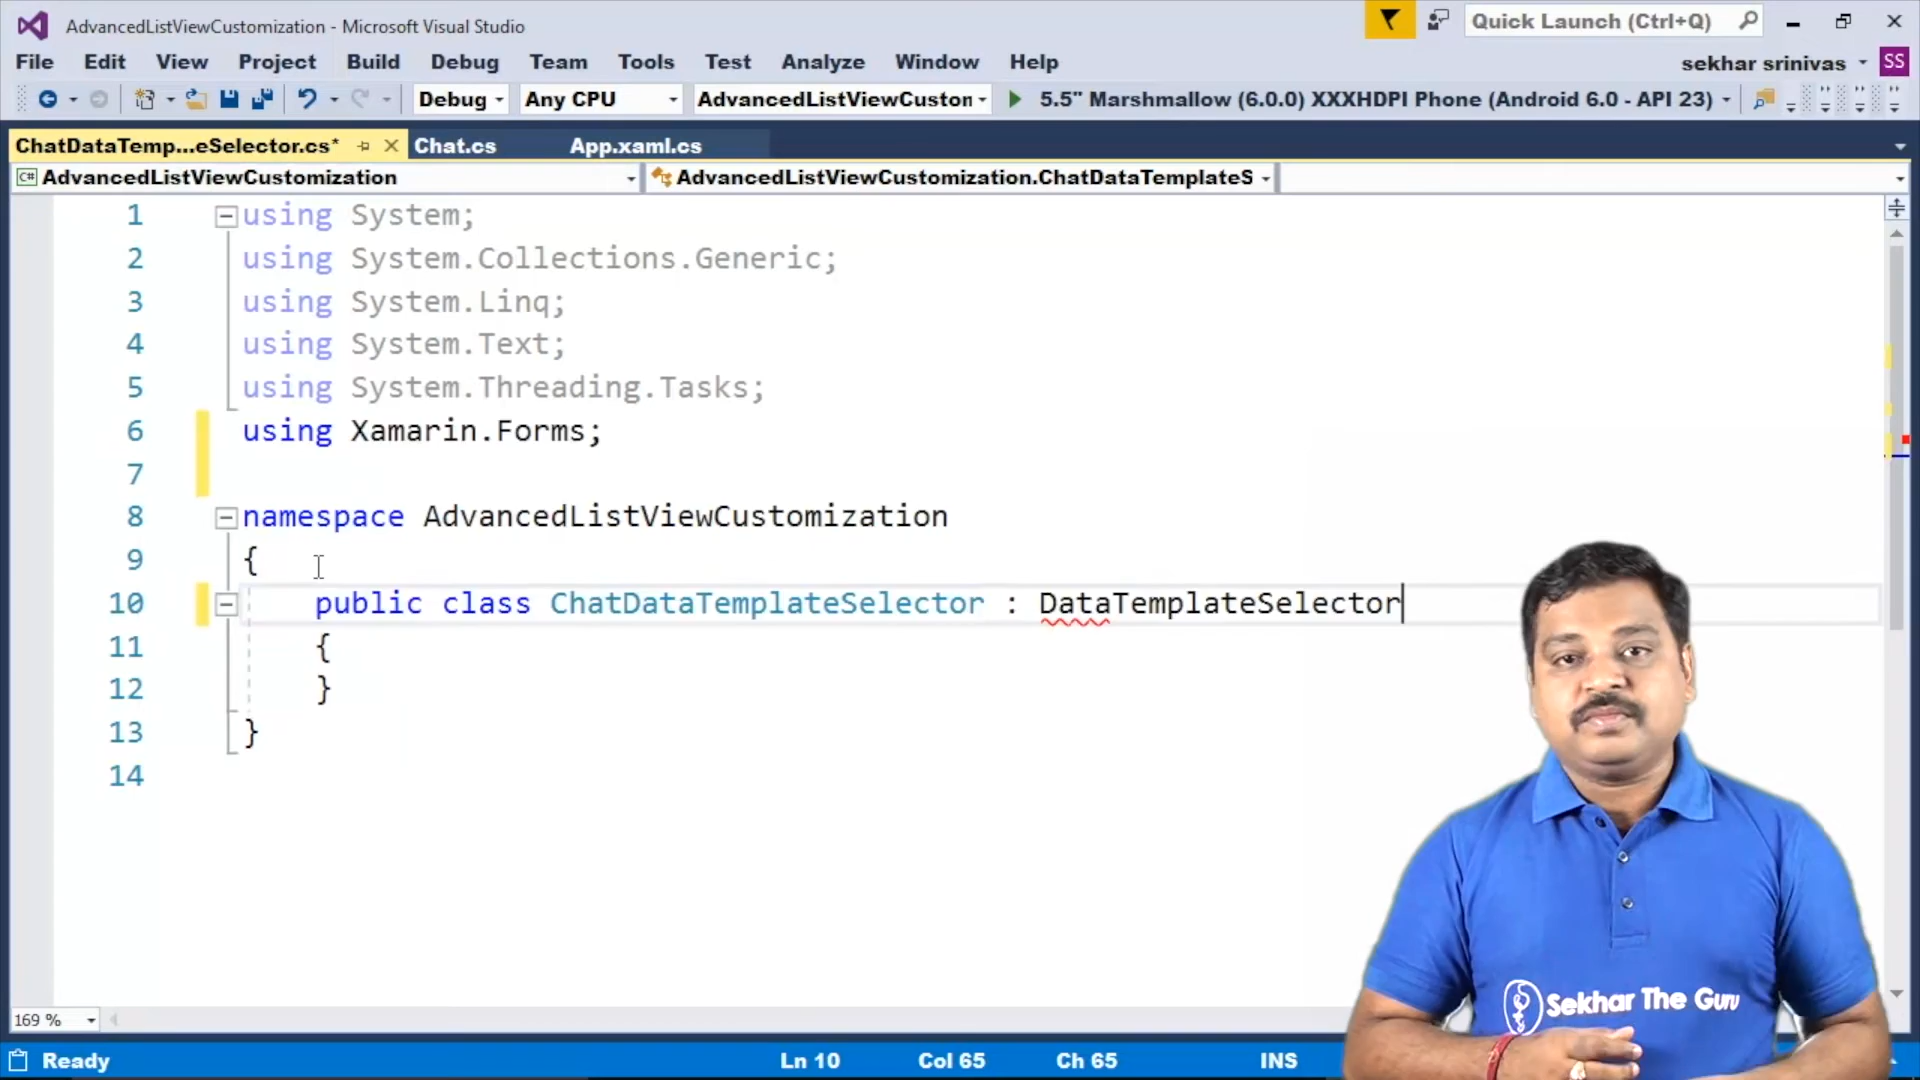 AdvancedListViewCustomization - Microsoft Visual Studio
Quick Launch (Ctrl+Q)
File Edit View Project Build Debug Team Tools Test Analyze Window Help
sekhar srinivas SS
Debug Any CPU AdvancedListViewCuston 5.5" Marshmallow (6.0.0) XXXHDPI Phone (Android 6.0 - API 23)
ChatDataTemp...eSelector.cs* Chat.cs App.xaml.cs
C# AdvancedListViewCustomization AdvancedListViewCustomization.ChatDataTemplateS
1 using System;
2 using System.Collections.Generic;
3 using System.Linq;
4 using System.Text;
5 using System.Threading.Tasks;
6 using Xamarin.Forms;
7
8 namespace AdvancedListViewCustomization
9 {
10 public class ChatDataTemplateSelector : DataTemplateSelector
11 {
12 }
13 }
14
Sekhar The Guru
169 %
Ready Ln 10 Col 65 Ch 65 INS